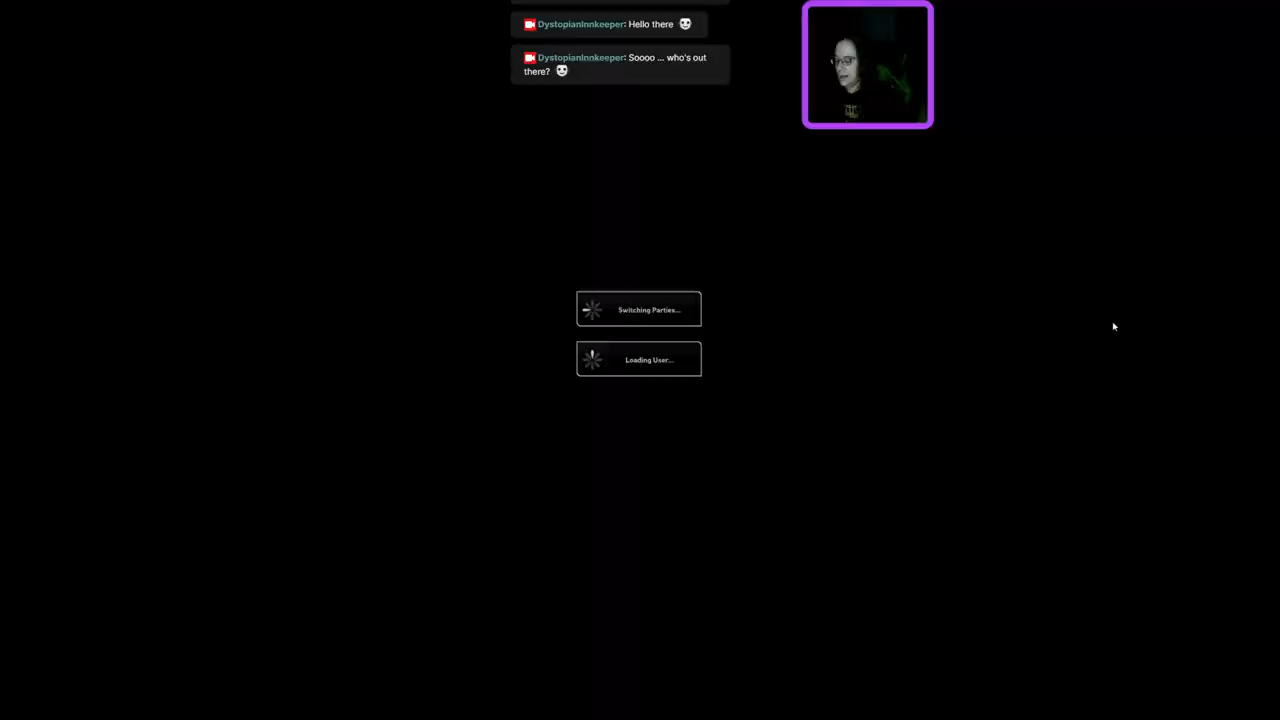 DystopianInnkeeper: Hello there
DystopianInnkeeper: Soooo ... who's out
there?
Switching Parties...
Loading User...